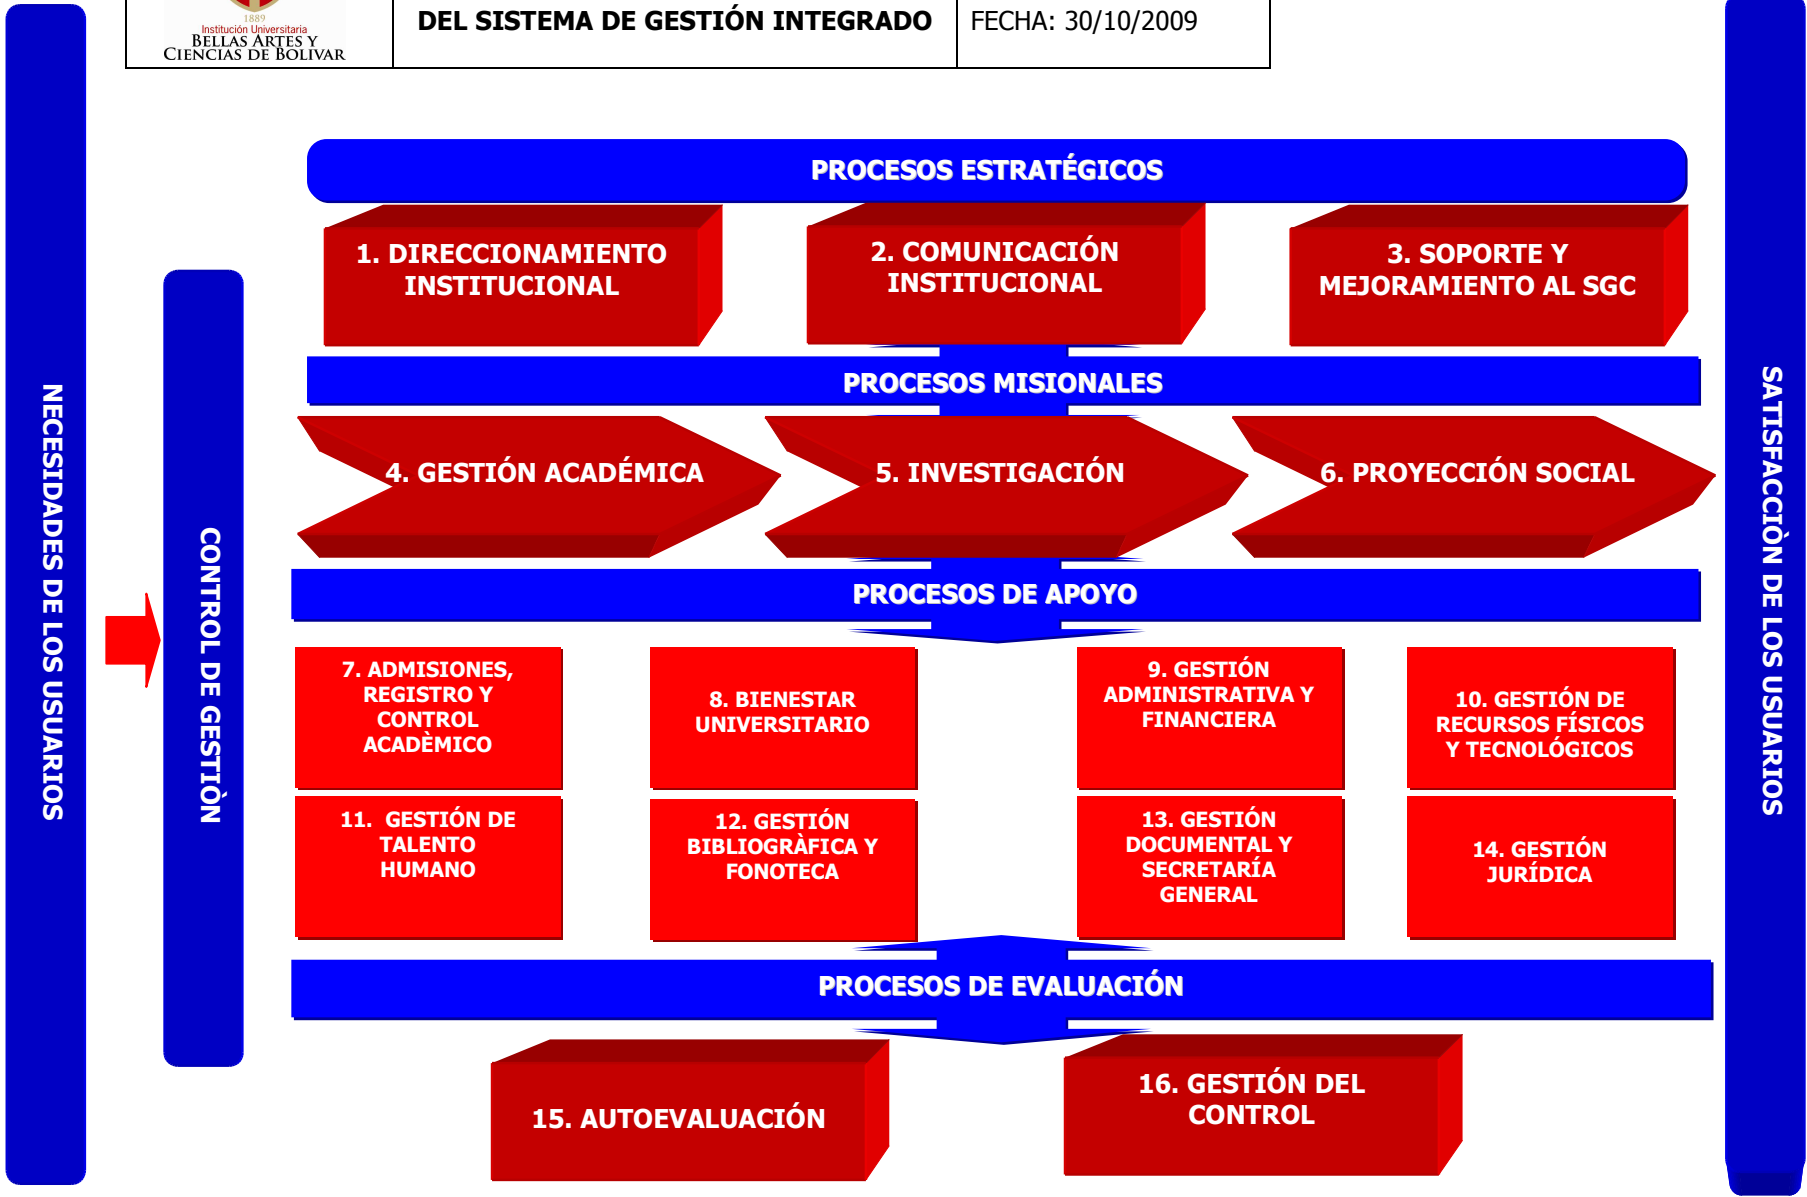 1889
Institución Universitaria
BELLAS ARTES Y
CIENCIAS DE BOLIVAR
DEL SISTEMA DE GESTIÓN INTEGRADO
FECHA: 30/10/2009
NECESIDADES DE LOS USUARIOS
CONTROL DE GESTIÒN
PROCESOS ESTRATÉGICOS
1. DIRECCIONAMIENTO
INSTITUCIONAL
2. COMUNICACIÓN
INSTITUCIONAL
3. SOPORTE Y
MEJORAMIENTO AL SGC
PROCESOS MISIONALES
4. GESTIÓN ACADÉMICA
5. INVESTIGACIÓN
6. PROYECCIÓN SOCIAL
PROCESOS DE APOYO
7. ADMISIONES,
REGISTRO Y
CONTROL
ACADÈMICO
8. BIENESTAR
UNIVERSITARIO
9. GESTIÓN
ADMINISTRATIVA Y
FINANCIERA
10. GESTIÓN DE
RECURSOS FÍSICOS
Y TECNOLÓGICOS
11. GESTIÓN DE
TALENTO
HUMANO
12. GESTIÓN
BIBLIOGRÀFICA Y
FONOTECA
13. GESTIÓN
DOCUMENTAL Y
SECRETARÍA
GENERAL
14. GESTIÓN
JURÍDICA
PROCESOS DE EVALUACIÓN
15. AUTOEVALUACIÓN
16. GESTIÓN DEL
CONTROL
SATISFACCIÒN DE LOS USUARIOS